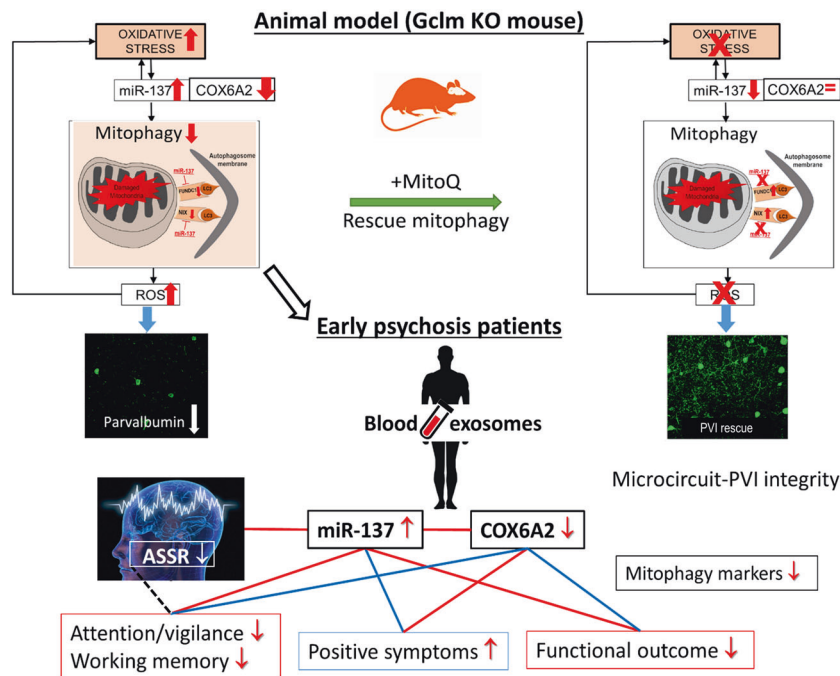 Animal model (Gclm KO mouse)
OXIDATIVE
STRESS
miR-137
COX6A2
Mitophagy
Autophagosome
membrane
miR-137
Damaged
Mitochondria
FUNDC1
LC3
NIX
LC3
miR-137
ROS
Parvalbumin
+MitoQ
Rescue mitophagy
OXIDATIVE
STRESS
miR-137
COX6A2=
Mitophagy
Autophagosome
membrane
miR-137
Damaged
Mitochondria
FUNDC1
LC3
NIX
LC3
miR-137
ROS
PVI rescue
Early psychosis patients
Blood exosomes
Microcircuit-PVI integrity
ASSR ↓
miR-137 ↑
COX6A2 ↓
Mitophagy markers ↓
Attention/vigilance ↓
Working memory ↓
Positive symptoms ↑
Functional outcome ↓